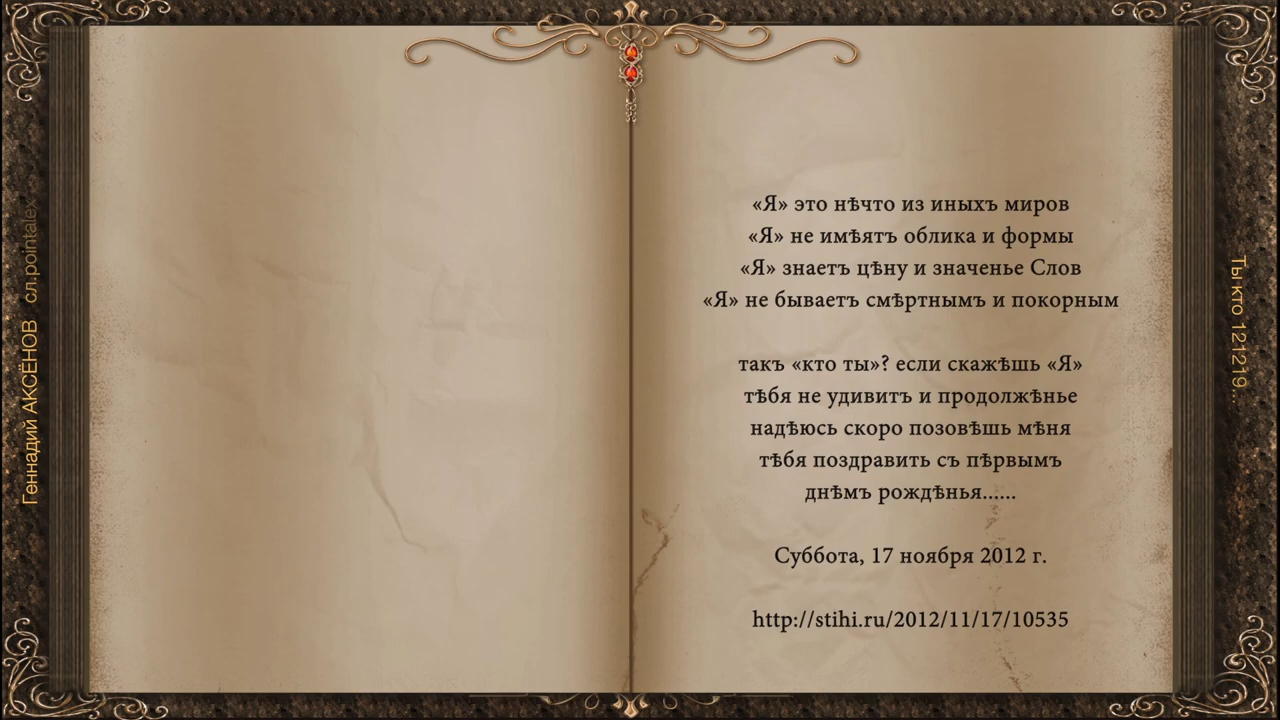 Геннадий АКСЁНОВ сл.pointalex
«Я» это нѣчто из иныхъ миров
«Я» не имѣятъ облика и формы
«Я» знаетъ цѣну и значенье Слов
«Я» не бываетъ смѣртнымъ и покорным
такъ «кто ты»? если скажѣшь «Я»
тѣбя не удивитъ и продолжѣнье
надѣюсь скоро позовѣшь мѣня
тѣбя поздравить съ пѣрвымъ
днѣмъ рождѣнья......
Суббота, 17 ноября 2012 г.
http://stihi.ru/2012/11/17/10535
Ты кто 121219...